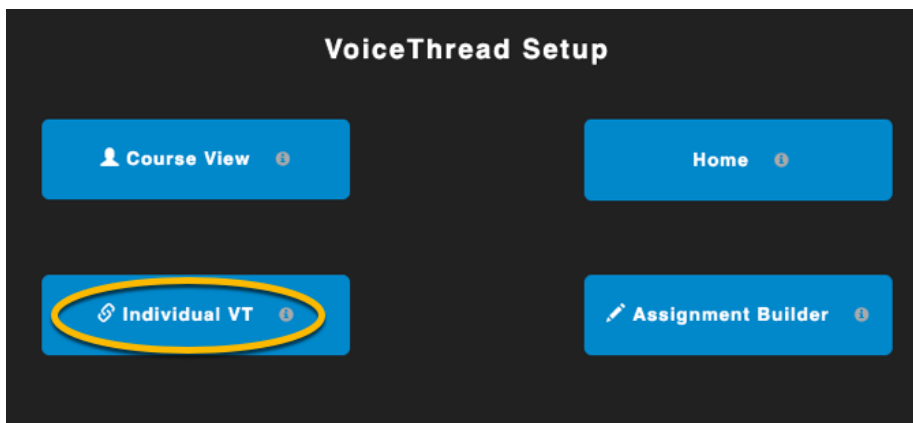 VoiceThread Setup
Course View
Home
Individual VT
Assignment Builder